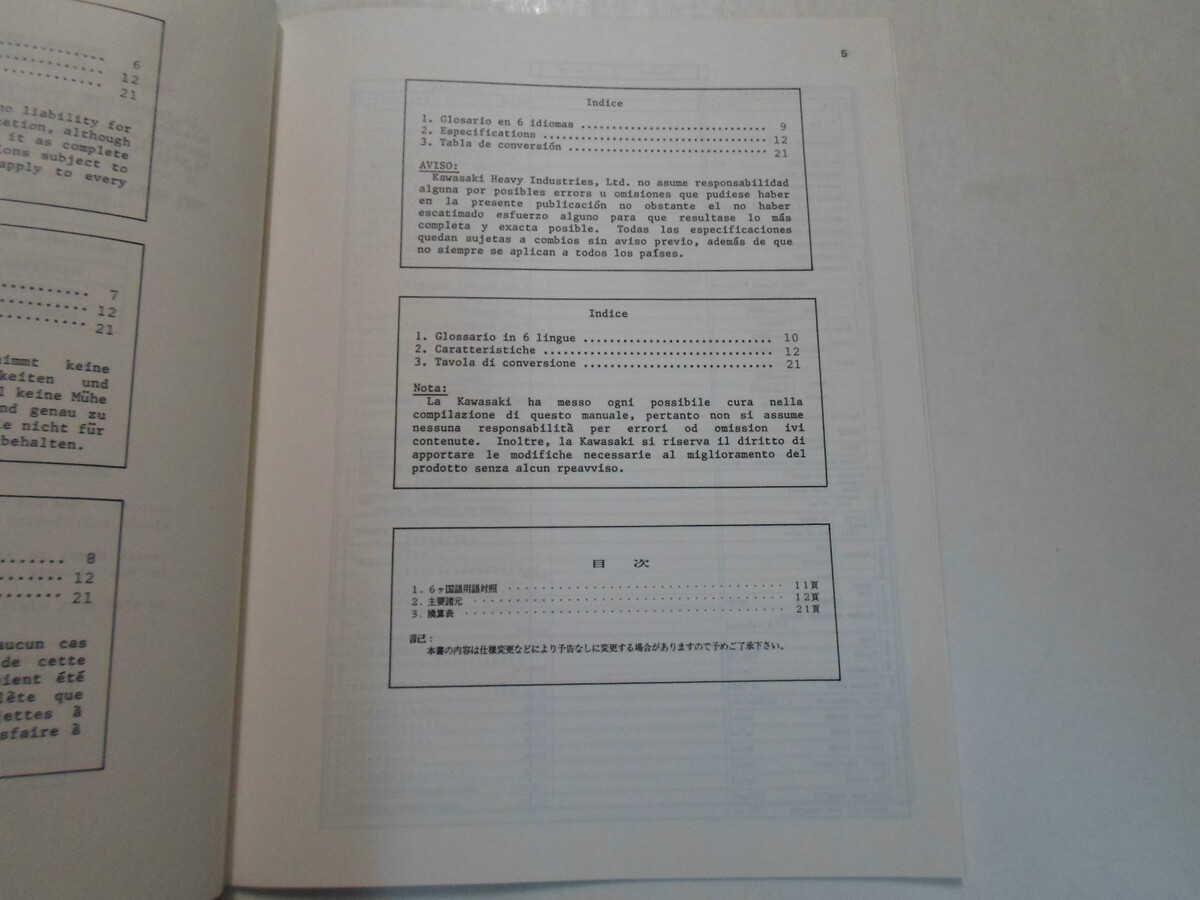 6
12
21
no liability for
although
it as complete
subject to
apply to every
7
12
21
keine
und
keine Mühe
genau zu
nicht für
behalten.
8
12
21
aucun cas
de cette
été
que
à
à
5
Indice
1. Glosario en 6 idiomas ............................ 9
2. Especifications .................................. 12
3. Tabla de conversión .............................. 21
AVISO:
Kawasaki Heavy Industries, Ltd. no asume responsabilidad
alguna por posibles errors u omisiones que pudiese haber
en la presente publicación no obstante el no haber
escatimado esfuerzo alguno para que resultase lo más
completa y exacta posible. Todas las especificaciones
quedan sujetas a combios sin aviso previo, además de que
no siempre se aplican a todos los países.
Indice
1. Glossario in 6 lingue ............................. 10
2. Caratteristiche ................................... 12
3. Tavola di conversione ............................. 21
Nota:
La Kawasaki ha messo ogni possibile cura nella
compilazione di questo manuale, pertanto non si assume
nessuna responsabilità per errori od omission ivi
contenute. Inoltre, la Kawasaki si riserva il diritto di
apportare le modifiche necessarie al miglioramento del
prodotto senza alcun rpeavviso.
目 次
1. 6ヶ国語用語対照 ............................ 11頁
2. 主要諸元 ............................ 12頁
3. 換算表 ............................ 21頁
言己:
本書の内容は仕様変更などにより予告なしに変更する場合がありますので予めご了承下さい。